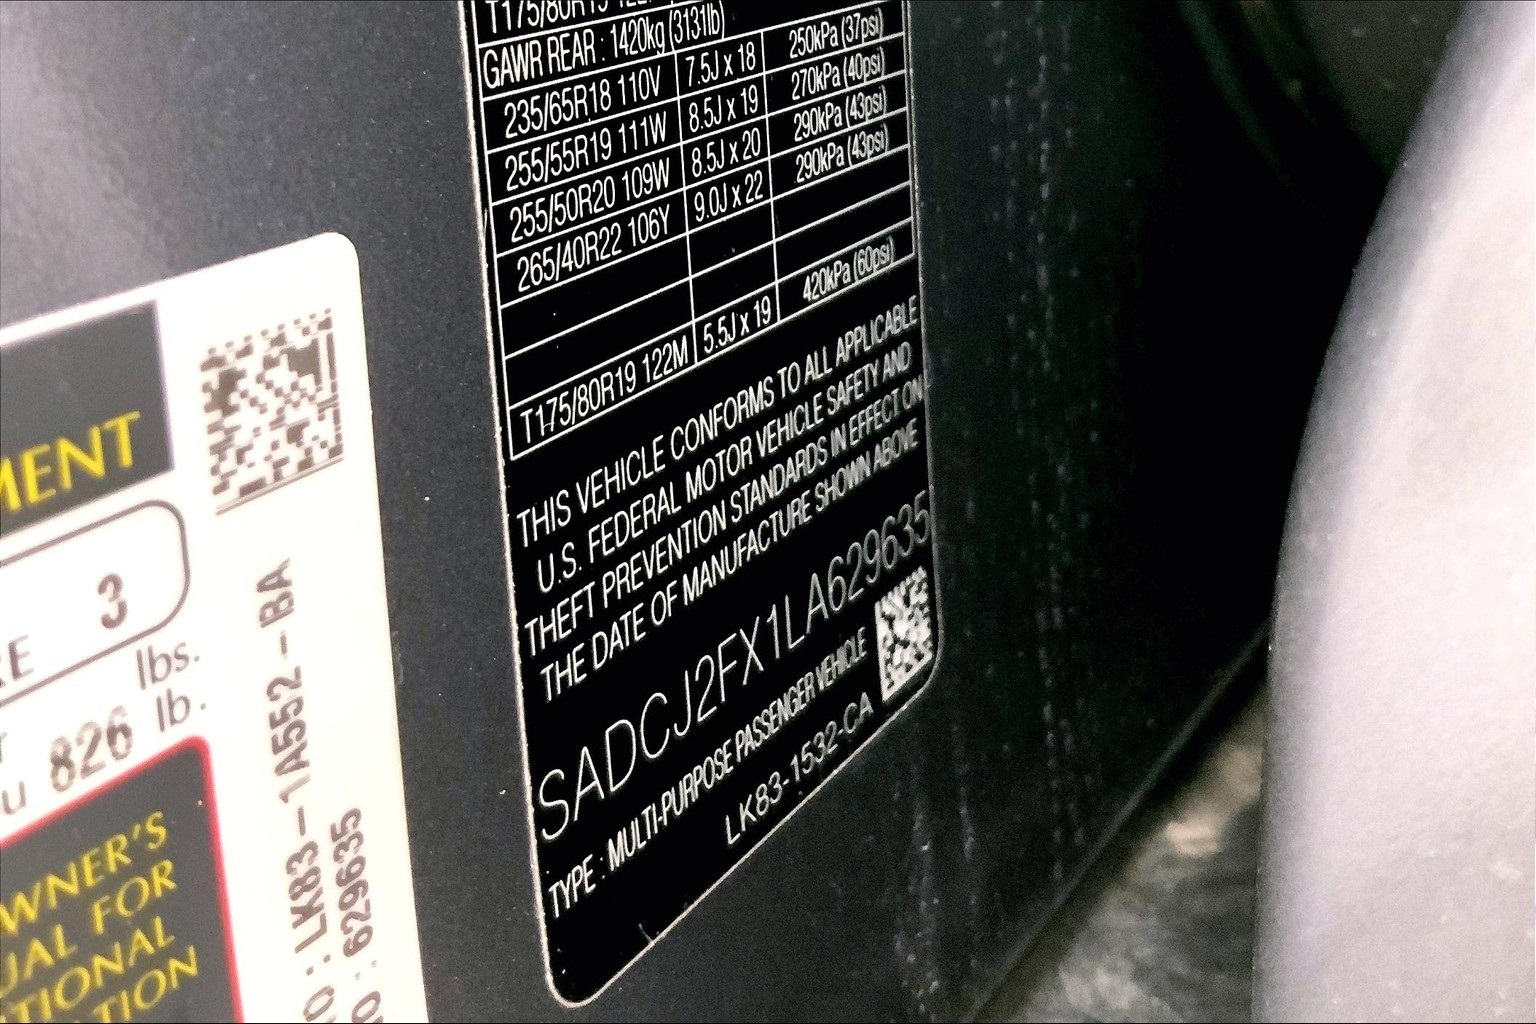 T175/80R19
GAWR REAR : 1420kg (3131lb)
235/65R18 110V 7.5J x 18 250kPa (37psi)
255/55R19 111W 8.5J x 19 270kPa (40psi)
255/50R20 109W 8.5J x 20 290kPa (43psi)
265/40R22 106Y 9.0J x 22 290kPa (43psi)
T175/80R19 122M 5.5J x 19 420kPa (60psi)
THIS VEHICLE CONFORMS TO ALL APPLICABLE
U.S. FEDERAL MOTOR VEHICLE SAFETY AND
THEFT PREVENTION STANDARDS IN EFFECT ON
THE DATE OF MANUFACTURE SHOWN ABOVE
SADCJ2FX1LA629635
TYPE : MULTI-PURPOSE PASSENGER VEHICLE
LK83-1532-CA
MENT
RE 3
lbs.
u 826 lb.
WNER'S
UAL FOR
TIONAL
TION
: LK83-1A552-BA
: 629635